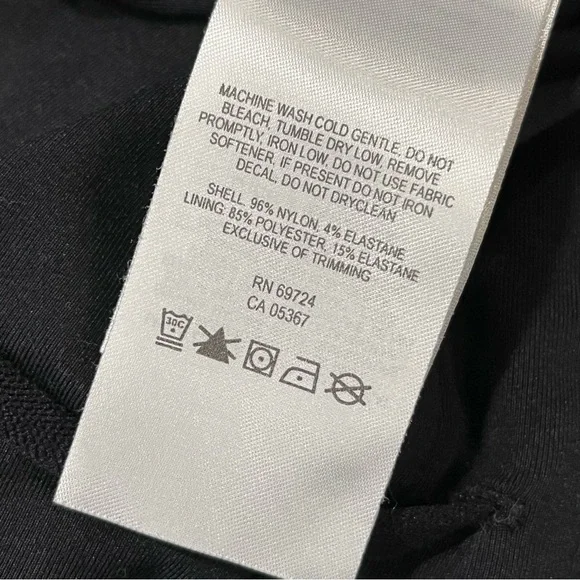 MACHINE WASH COLD GENTLE, DO NOT
BLEACH, TUMBLE DRY LOW, REMOVE
PROMPTLY, IRON LOW, DO NOT USE FABRIC
SOFTENER, IF PRESENT DO NOT IRON
DECAL, DO NOT DRYCLEAN
SHELL. 96% NYLON, 4% ELASTANE
LINING. 85% POLYESTER, 15% ELASTANE
EXCLUSIVE OF TRIMMING
RN 69724
CA 05367
30C